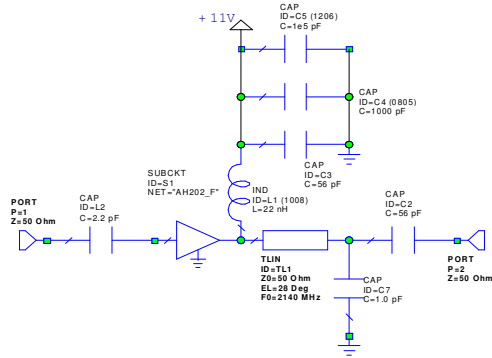 + 11V
CAP
ID=C5 (1206)
C=1e5 pF
CAP
ID=C4 (0805)
C=1000 pF
CAP
ID=C3
C=56 pF
SUBCKT
ID=S1
NET="AH202_F"
IND
ID=L1 (1008)
L=22 nH
PORT
P=1
Z=50 Ohm
CAP
ID=L2
C=2.2 pF
CAP
ID=C2
C=56 pF
TLIN
ID=TL1
Z0=50 Ohm
EL=28 Deg
F0=2140 MHz
CAP
ID=C7
C=1.0 pF
PORT
P=2
Z=50 Ohm